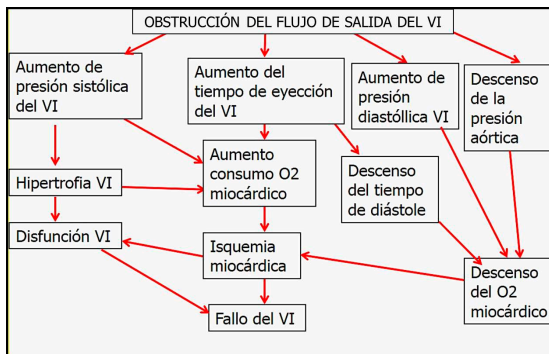 OBSTRUCCIÓN DEL FLUJO DE SALIDA DEL VI
Aumento de
presión sistólica
del VI
Aumento del
tiempo de eyección
del VI
Aumento de
presión
diastóllica VI
Descenso
de la
presión
aórtica
Aumento
consumo O2
miocárdico
Descenso
del tiempo
de diástole
Hipertrofia VI
Disfunción VI
Isquemia
miocárdica
Descenso
del O2
miocárdico
Fallo del VI